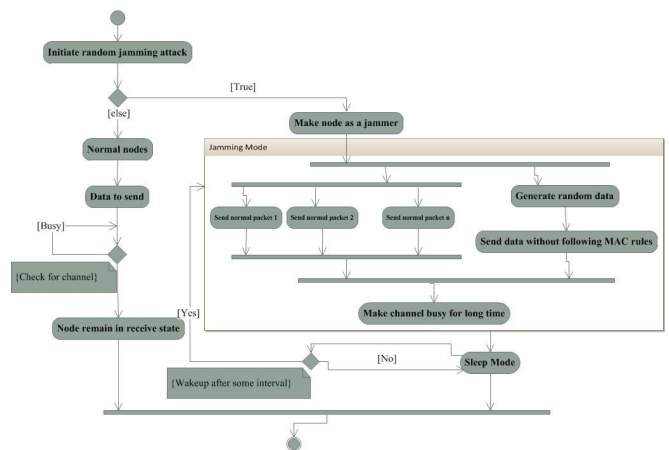 Initiate random jamming attack
[True]
[else]
Make node as a jammer
Normal nodes
Jamming Mode
Data to send
Generate random data
[Busy]
Send normal packet 1
Send normal packet 2
Send normal packet n
Send data without following MAC rules
{Check for channel}
Make channel busy for long time
[Yes]
Node remain in receive state
[No]
Sleep Mode
{Wakeup after some interval}